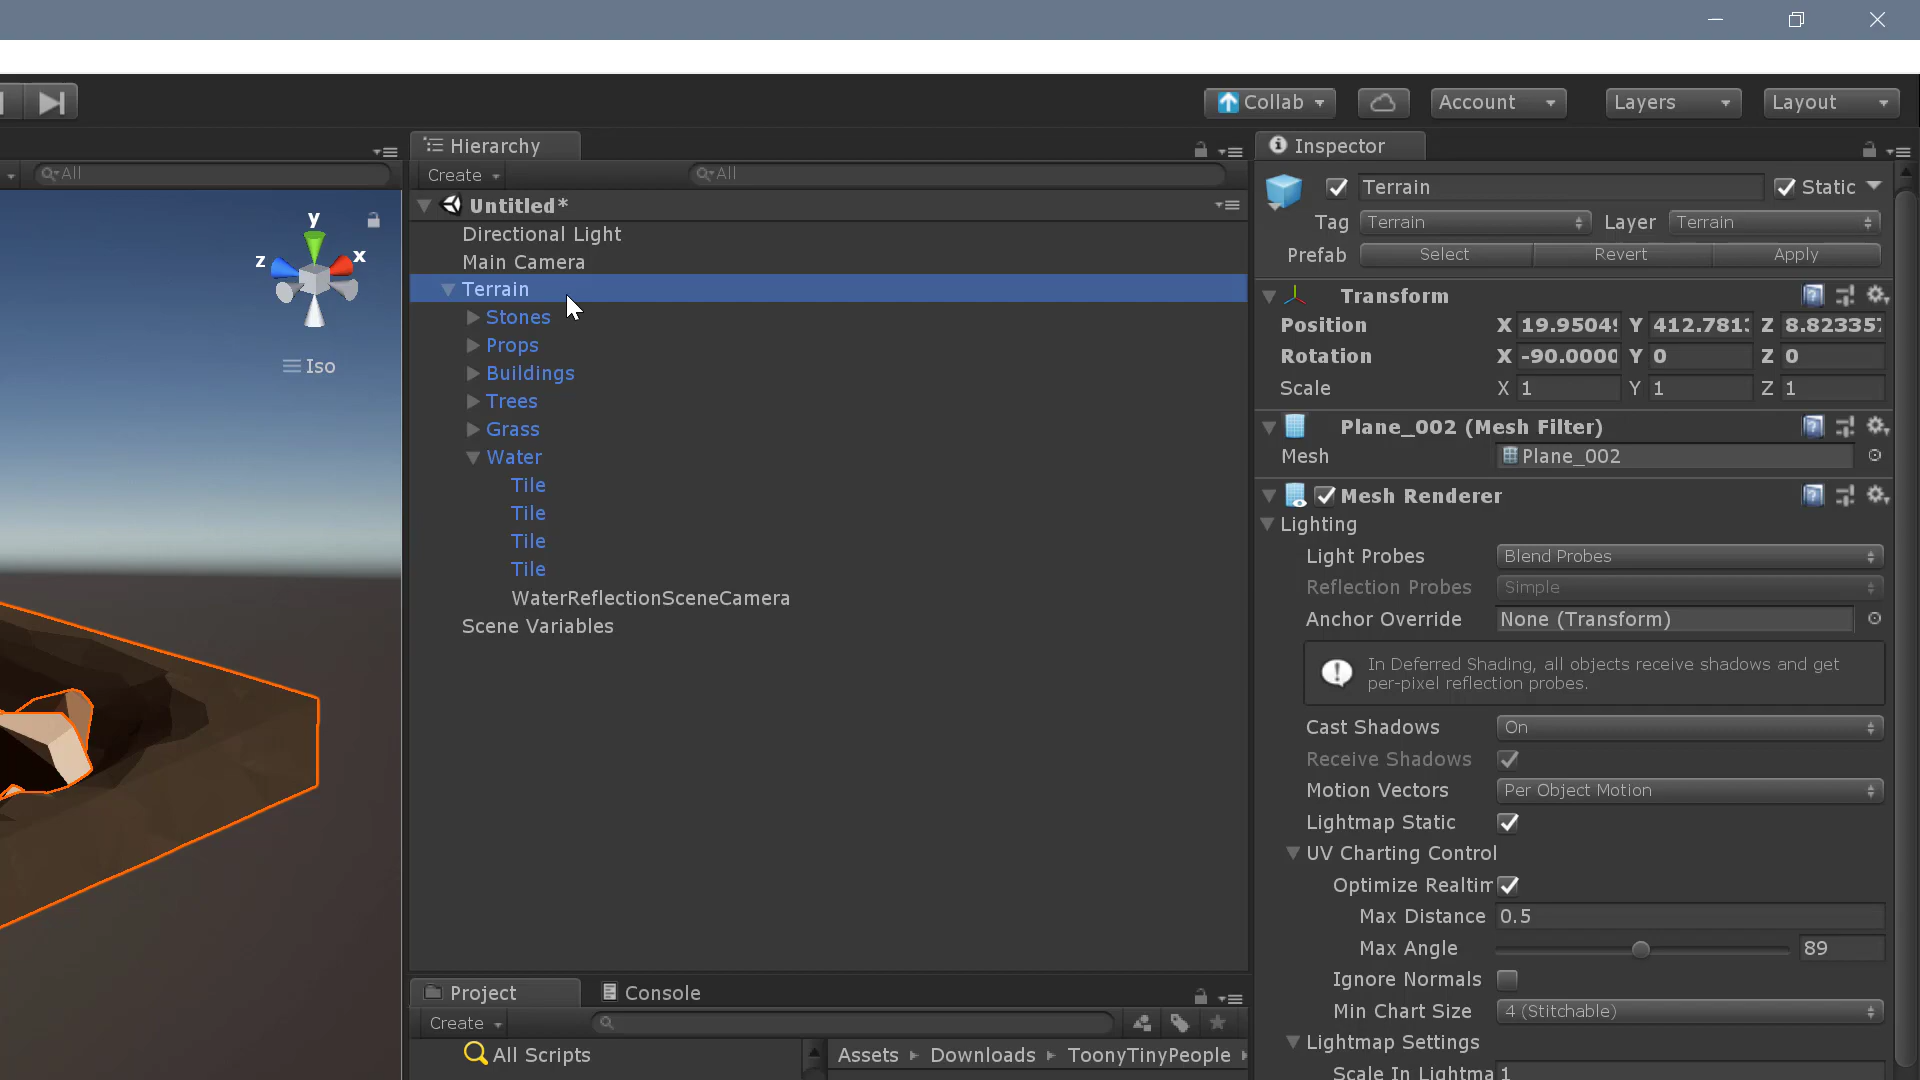 Collab
Account
Layers
Layout
All
y
x
z
Iso
Hierarchy
Create
All
Untitled*
Directional Light
Main Camera
Terrain
Stones
Props
Buildings
Trees
Grass
Water
Tile
Tile
Tile
Tile
WaterReflectionSceneCamera
Scene Variables
Project
Console
Create
All Scripts
Assets Downloads ToonyTinyPeople
Inspector
Terrain Static
Tag Terrain Layer Terrain
Prefab Select Revert Apply
Transform
Position X 19.9504 Y 412.781 Z 8.82335
Rotation X -90.000 Y 0 Z 0
Scale X 1 Y 1 Z 1
Plane_002 (Mesh Filter)
Mesh Plane_002
Mesh Renderer
Lighting
Light Probes Blend Probes
Reflection Probes Simple
Anchor Override None (Transform)
In Deferred Shading, all objects receive shadows and get
per-pixel reflection probes.
Cast Shadows On
Receive Shadows
Motion Vectors Per Object Motion
Lightmap Static
UV Charting Control
Optimize Realtim
Max Distance 0.5
Max Angle 89
Ignore Normals
Min Chart Size 4 (Stitchable)
Lightmap Settings
Scale In Lightma 1